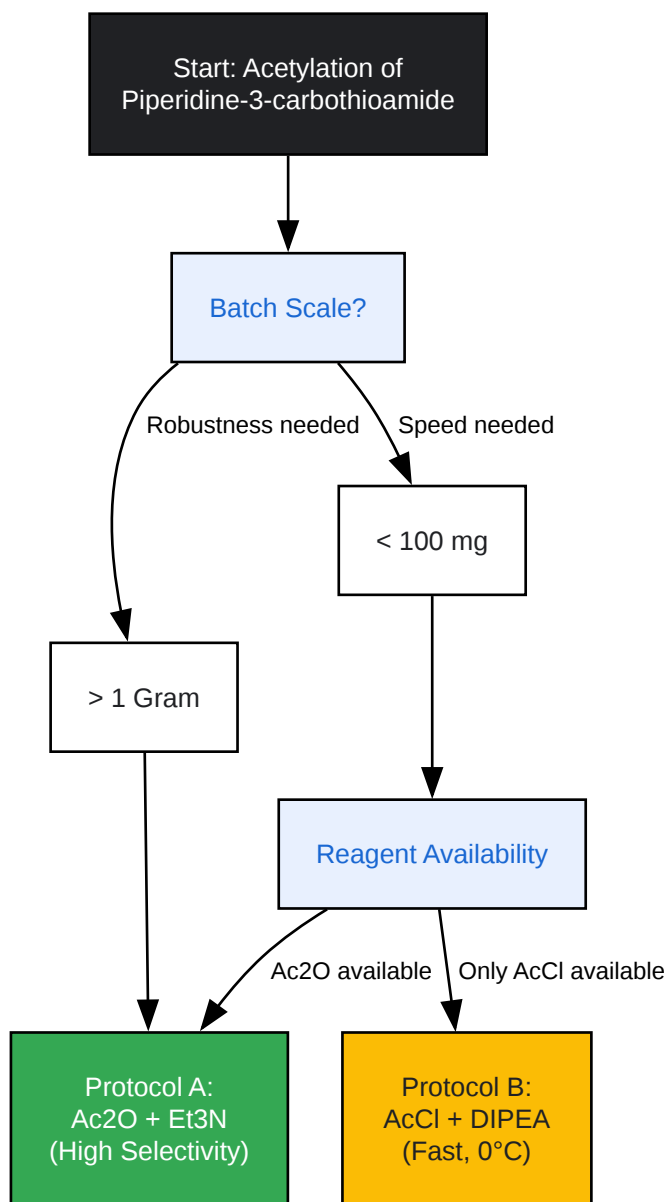 Start: Acetylation of
Piperidine-3-carbothioamide
Batch Scale?
Robustness needed
Speed needed
< 100 mg
> 1 Gram
Reagent Availability
Ac2O available
Only AcCl available
Protocol A:
Ac2O + Et3N
(High Selectivity)
Protocol B:
AcCl + DIPEA
(Fast, 0°C)